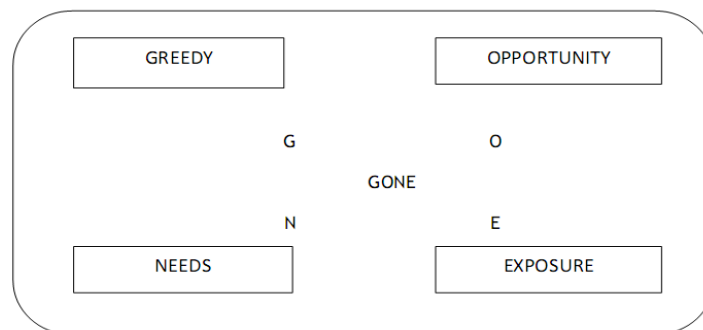 GREEDY OPPORTUNITY
G O
GONE
N E
NEEDS EXPOSURE